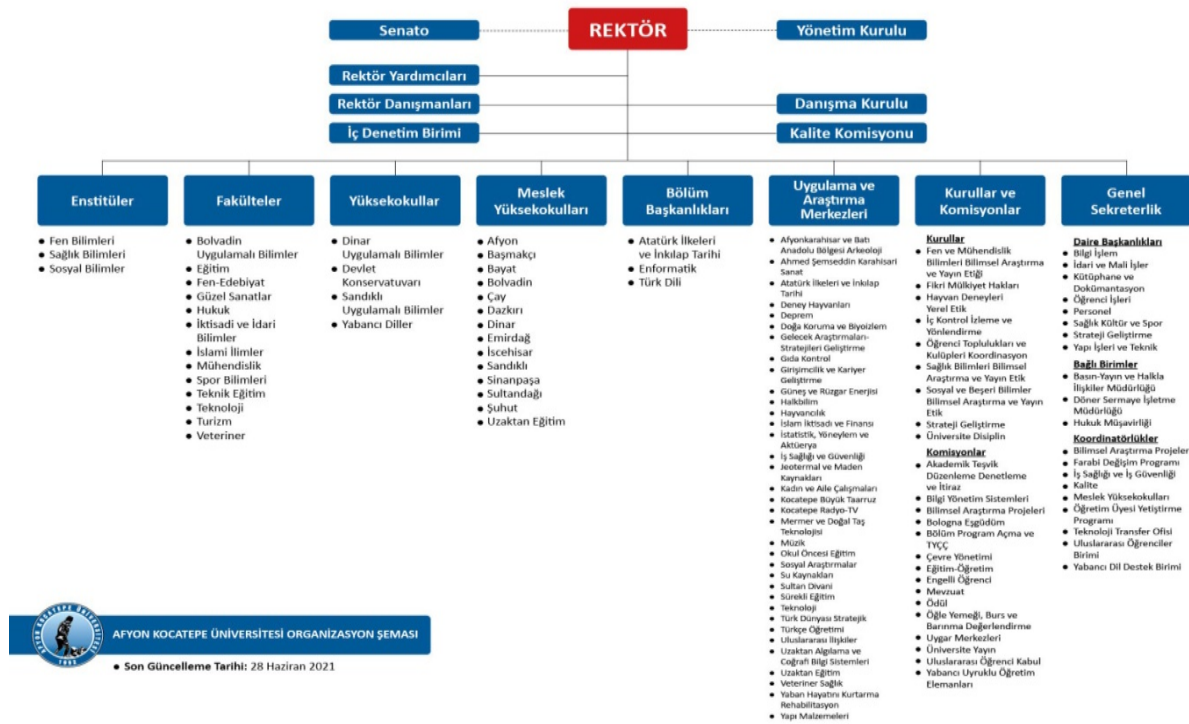 Senato
REKTÖR
Yönetim Kurulu
Rektör Yardımcıları
Rektör Danışmanları
Danışma Kurulu
İç Denetim Birimi
Kalite Komisyonu
Enstitüler
Fen Bilimleri
Sağlık Bilimleri
Sosyal Bilimler
Fakülteler
Bolvadin
Uygulamalı Bilimler
Eğitim
Fen-Edebiyat
Güzel Sanatlar
Hukuk
İktisadi ve İdari
Bilimler
İslami İlimler
Mühendislik
Spor Bilimleri
Teknik Eğitim
Teknoloji
Turizm
Veteriner
Yüksekokullar
Dinar
Uygulamalı Bilimler
Devlet
Konservatuvarı
Sandıklı
Uygulamalı Bilimler
Yabancı Diller
Meslek
Yüksekokulları
Afyon
Başmakçı
Bayat
Bolvadin
Çay
Dazkırı
Dinar
Emirdağ
İscehisar
Sandıklı
Sinanpaşa
Sultandağı
Şuhut
Uzaktan Eğitim
Bölüm
Başkanlıkları
Atatürk İlkeleri
ve İnkılap Tarihi
Enformatik
Türk Dili
Uygulama ve
Araştırma
Merkezleri
Afyonkarahisar ve Batı
Anadolu Bölgesi Arkeoloji
Ahmed Şemseddin Karahisari
Sanat
Atatürk İlkeleri ve İnkılap
Tarihi
Deney Hayvanları
Deprem
Doğa Koruma ve Biyoizlem
Gelecek Araştırmaları-
Stratejileri Geliştirme
Gıda Kontrol
Girişimcilik ve Kariyer
Geliştirme
Güneş ve Rüzgar Enerjisi
Halkbilim
Hayvancılık
İslam İktisadı ve Finansı
İstatistik, Yöneylem ve
Aktüerya
İş Sağlığı ve Güvenliği
Jeotermal ve Maden
Kaynakları
Kadın ve Aile Çalışmaları
Kocatepe Büyük Taarruz
Kocatepe Radyo-TV
Mermer ve Doğal Taş
Teknolojisi
Müzik
Okul Öncesi Eğitim
Sosyal Araştırmalar
Su Kaynakları
Sultan Divani
Sürekli Eğitim
Teknoloji
Türk Dünyası Stratejik
Türkçe Öğretimi
Uluslararası İlişkiler
Uzaktan Algılama ve
Coğrafi Bilgi Sistemleri
Uzaktan Eğitim
Veteriner Sağlık
Yaban Hayatını Kurtarma
Rehabilitasyon
Yapı Malzemeleri
Kurullar ve
Komisyonlar
Kurullar
Fen ve Mühendislik
Bilimleri Bilimsel Araştırma
ve Yayın Etiği
Fikri Mülkiyet Hakları
Hayvan Deneyleri
Yerel Etik
İç Kontrol İzleme ve
Yönlendirme
Öğrenci Toplulukları ve
Kulüpleri Koordinasyon
Sağlık Bilimleri Bilimsel
Araştırma ve Yayın Etik
Sosyal ve Beşeri Bilimler
Bilimsel Araştırma ve Yayın
Etik
Strateji Geliştirme
Üniversite Disiplin
Komisyonlar
Akademik Teşvik
Düzenleme Denetleme
ve İtiraz
Bilgi Yönetim Sistemleri
Bilimsel Araştırma Projeleri
Bologna Eşgüdüm
Bölüm Program Açma ve
TYÇÇ
Çevre Yönetimi
Eğitim-Öğretim
Engelli Öğrenci
Mevzuat
Ödül
Öğle Yemeği, Burs ve
Barınma Değerlendirme
Uygar Merkezleri
Üniversite Yayın
Uluslararası Öğrenci Kabul
Yabancı Uyruklu Öğretim
Elemanları
Genel
Sekreterlik
Daire Başkanlıkları
Bilgi İşlem
İdari ve Mali İşler
Kütüphane ve
Dokümantasyon
Öğrenci İşleri
Personel
Sağlık Kültür ve Spor
Strateji Geliştirme
Yapı İşleri ve Teknik
Bağlı Birimler
Basın-Yayın ve Halkla
İlişkiler Müdürlüğü
Döner Sermaye İşletme
Müdürlüğü
Hukuk Müşavirliği
Koordinatörlükler
Bilimsel Araştırma Projeler
Farabi Değişim Programı
İş Sağlığı ve İş Güvenliği
Kalite
Meslek Yüksekokulları
Öğretim Üyesi Yetiştirme
Programı
Teknoloji Transfer Ofisi
Uluslararası Öğrenciler
Birimi
Yabancı Dil Destek Birimi
AFYON KOCATEPE ÜNİVERSİTESİ
1992
AFYON KOCATEPE ÜNİVERSİTESİ ORGANİZASYON ŞEMASI
Son Güncelleme Tarihi: 28 Haziran 2021